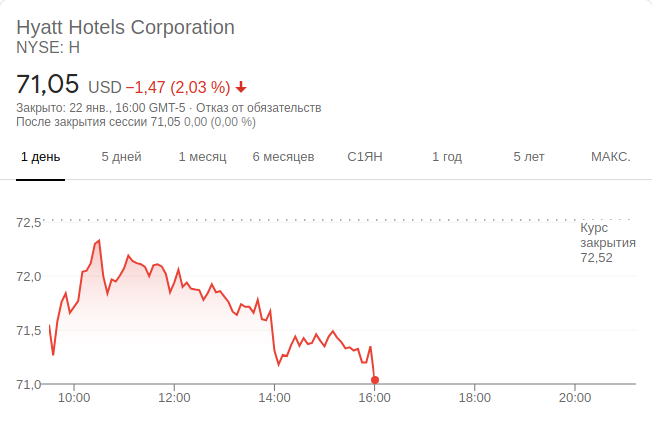 Hyatt Hotels Corporation
NYSE: H
71,05 USD −1,47 (2,03 %)
Закрыто: 22 янв., 16:00 GMT-5 · Отказ от обязательств
После закрытия сессии 71,05 0,00 (0,00 %)
1 день 5 дней 1 месяц 6 месяцев С1ЯН 1 год 5 лет МАКС.
72,5
Курс
закрытия
72,52
72,0
71,5
71,0
10:00 12:00 14:00 16:00 18:00 20:00